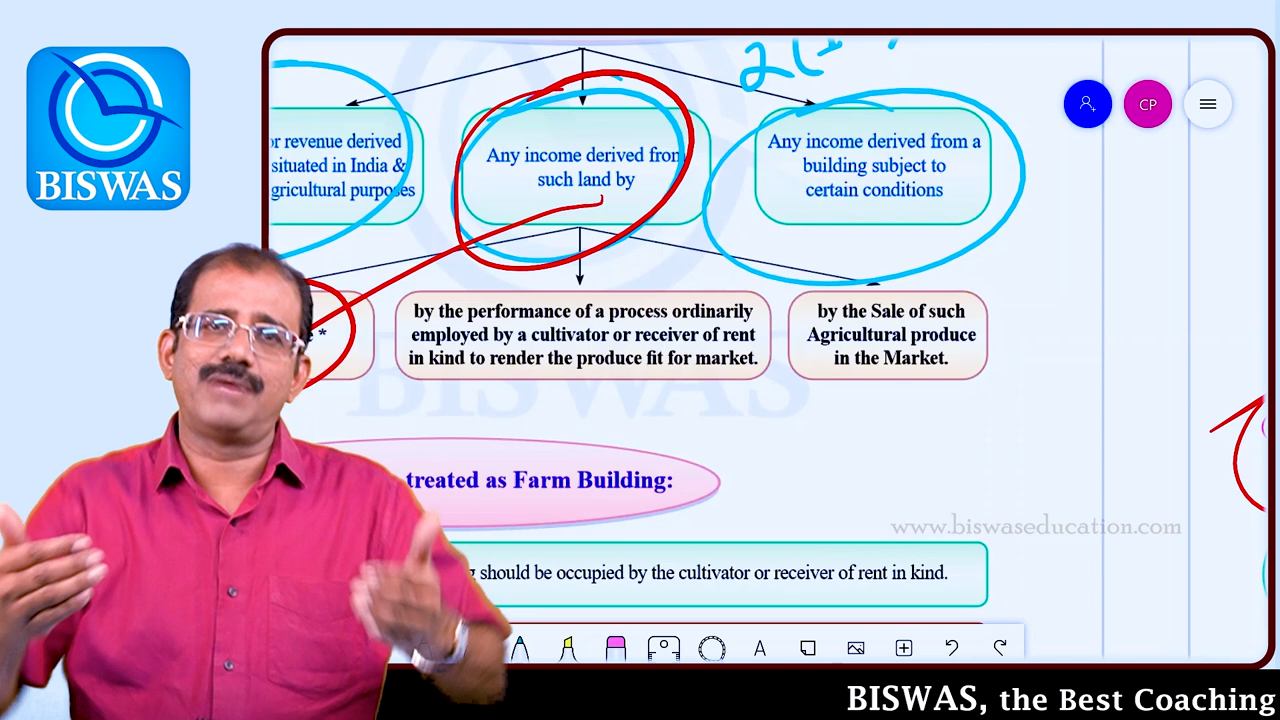 BISWAS
2(1
CP
or revenue derived
situated in India &
gricultural purposes
Any income derived from
such land by
Any income derived from a
building subject to
certain conditions
e *
by the performance of a process ordinarily
employed by a cultivator or receiver of rent
in kind to render the produce fit for market.
by the Sale of such
Agricultural produce
in the Market.
BISWAS
treated as Farm Building:
www.biswaseducation.com
g should be occupied by the cultivator or receiver of rent in kind.
A
BISWAS, the Best Coaching